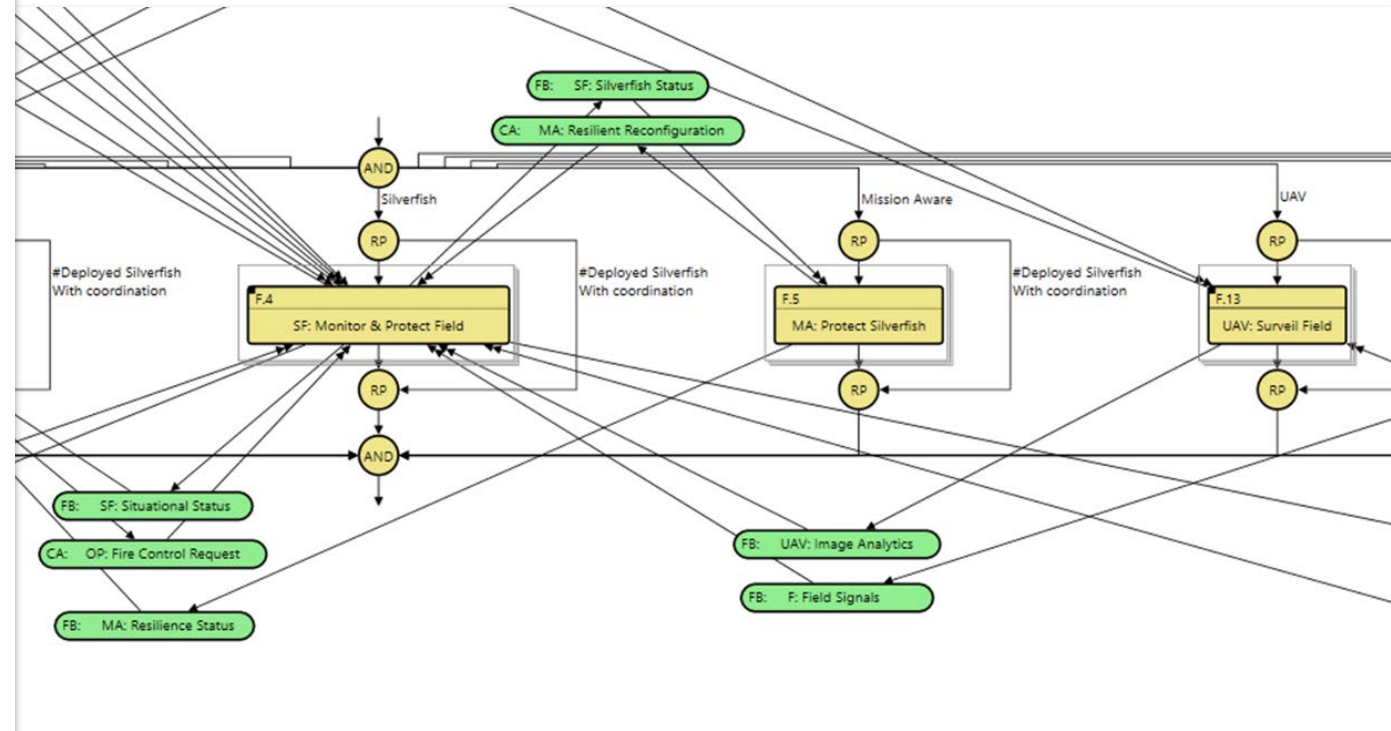 FB: SF: Silverfish Status
CA: MA: Resilient Reconfiguration
AND
Silverfish
Mission Aware
UAV
RP
RP
RP
#Deployed Silverfish
With coordination
#Deployed Silverfish
With coordination
#Deployed Silverfish
With coordination
F.4
SF: Monitor & Protect Field
F.5
MA: Protect Silverfish
F.13
UAV: Surveil Field
RP
RP
RP
AND
FB: SF: Situational Status
CA: OP: Fire Control Request
FB: MA: Resilience Status
FB: UAV: Image Analytics
FB: F: Field Signals